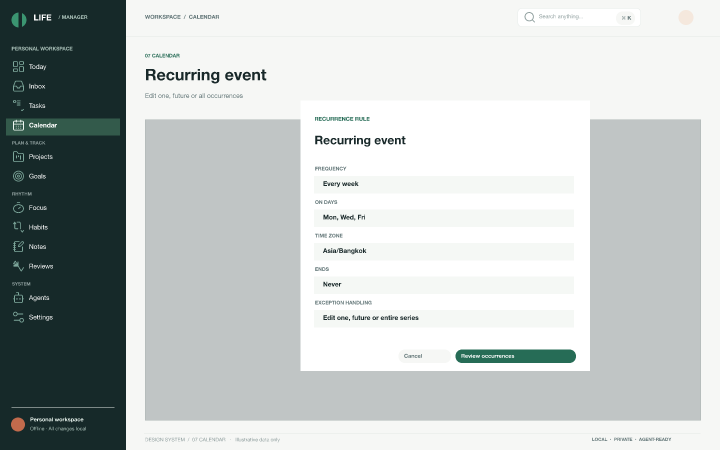 LIFE / MANAGER
PERSONAL WORKSPACE
Today
Inbox
Tasks
Calendar
PLAN & TRACK
Projects
Goals
RHYTHM
Focus
Habits
Notes
Reviews
SYSTEM
Agents
Settings
Personal workspace
Offline · All changes local
WORKSPACE / CALENDAR
Search anything...
⌘ K
07 CALENDAR
Recurring event
Edit one, future or all occurrences
RECURRENCE RULE
Recurring event
FREQUENCY
Every week
ON DAYS
Mon, Wed, Fri
TIME ZONE
Asia/Bangkok
ENDS
Never
EXCEPTION HANDLING
Edit one, future or entire series
Cancel
Review occurrences
DESIGN SYSTEM / 07 CALENDAR · Illustrative data only
LOCAL · PRIVATE · AGENT-READY